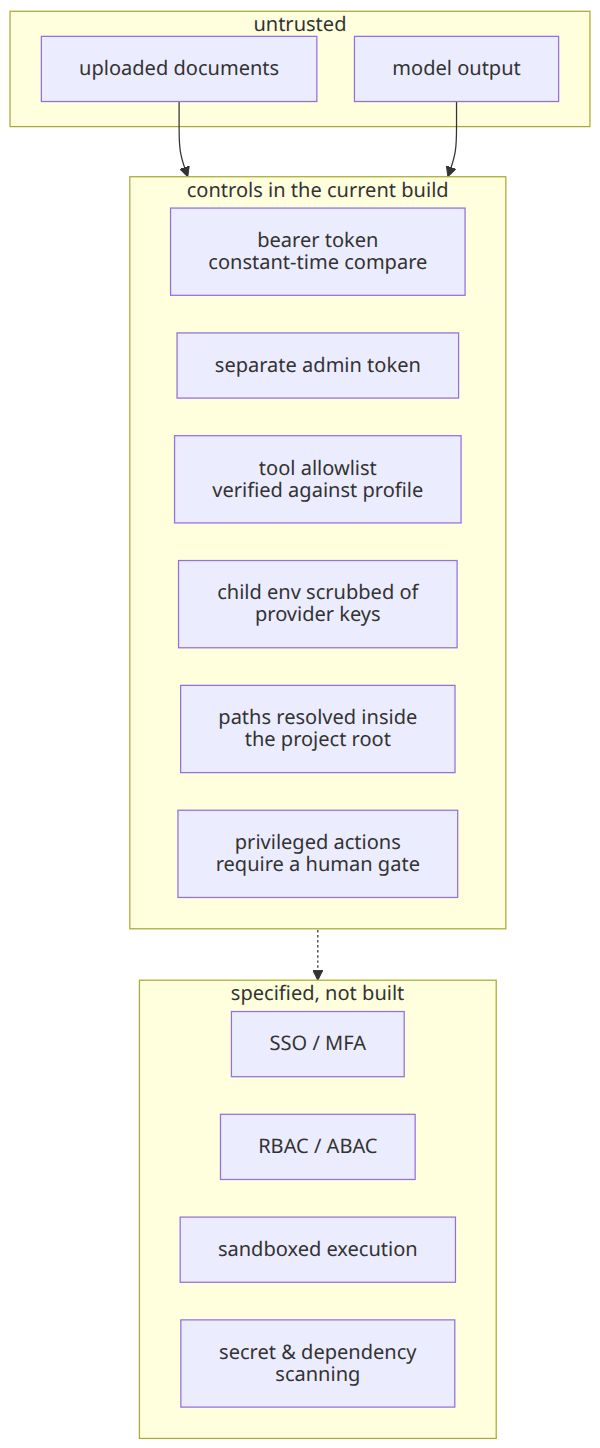 untrusted
uploaded documents
model output
controls in the current build
bearer token
constant-time compare
separate admin token
tool allowlist
verified against profile
child env scrubbed of
provider keys
paths resolved inside
the project root
privileged actions
require a human gate
specified, not built
SSO / MFA
RBAC / ABAC
sandboxed execution
secret & dependency
scanning